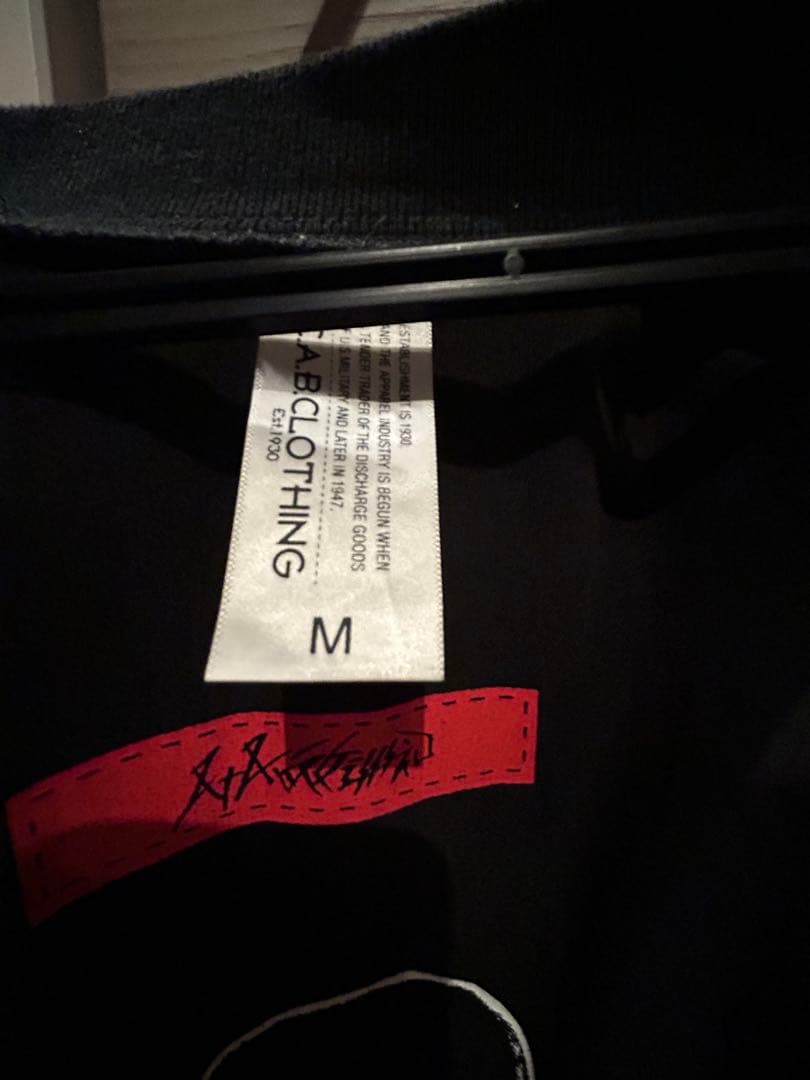 ESTABLISHMENT IS 1930.
AND THE APPAREL INDUSTRY IS BEGUN WHEN
TENDER TRADER OF THE DISCHARGE GOODS
U.S. MILITARY AND LATER IN 1947.
.A.B.CLOTHING
Est.1930
M